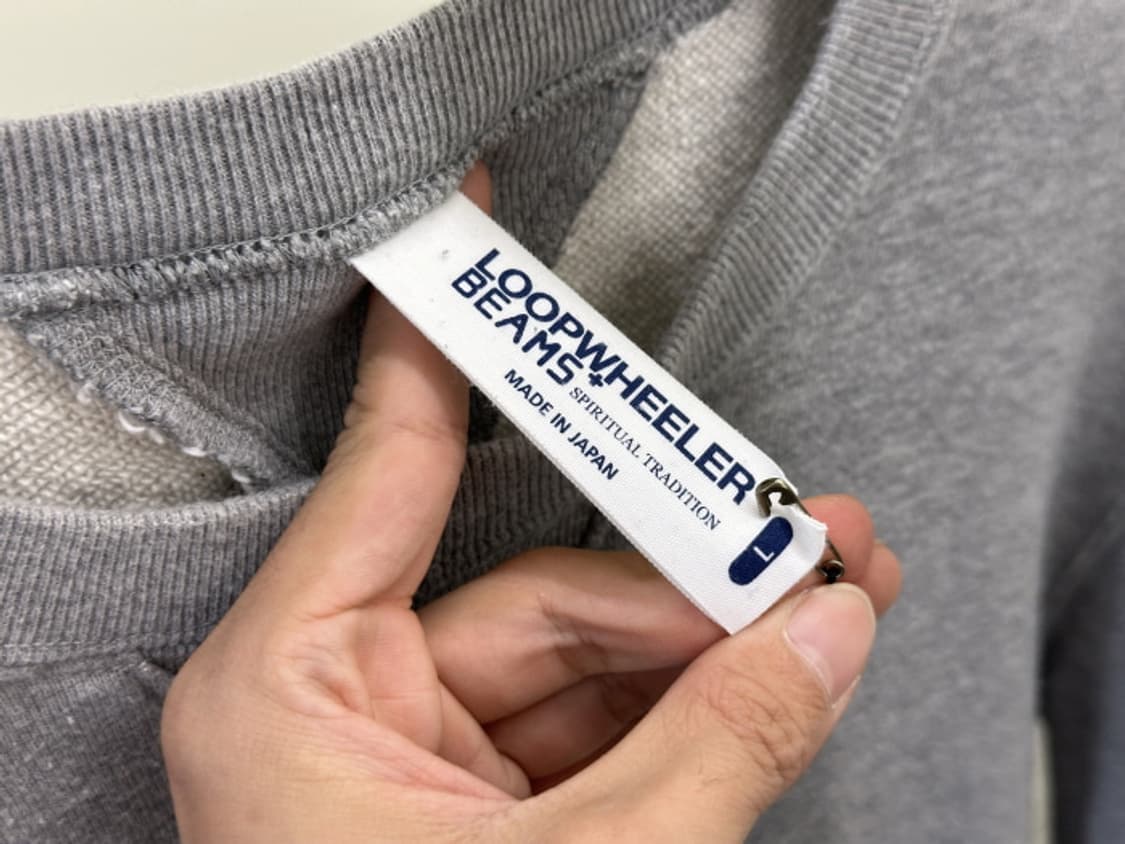 LOOPWHEELER
BEAMS+
SPIRITUAL TRADITION
MADE IN JAPAN
L